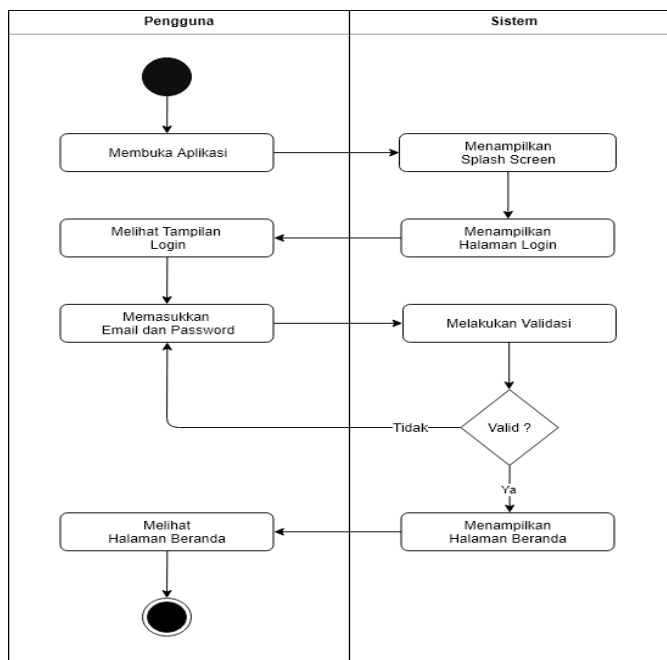 Pengguna
Sistem
Membuka Aplikasi
Menampilkan
Splash Screen
Melihat Tampilan
Login
Menampilkan
Halaman Login
Memasukkan
Email dan Password
Melakukan Validasi
Tidak
Valid ?
Ya
Melihat
Halaman Beranda
Menampilkan
Halaman Beranda